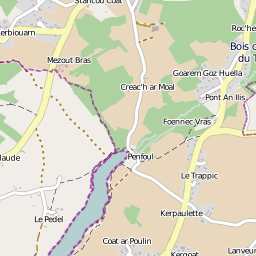 Stancou Coat
erbiouarn
Roc'he
Mezout Bras
Bois d
du T
Goarem Goz Huella
Creac'h ar Moal
Pont An Ilis
Foennec Vras
laude
Penfoul
Le Trappic
Le Pedel
Kerpaulette
Coat ar Poulin
Lanveur
Kergoat